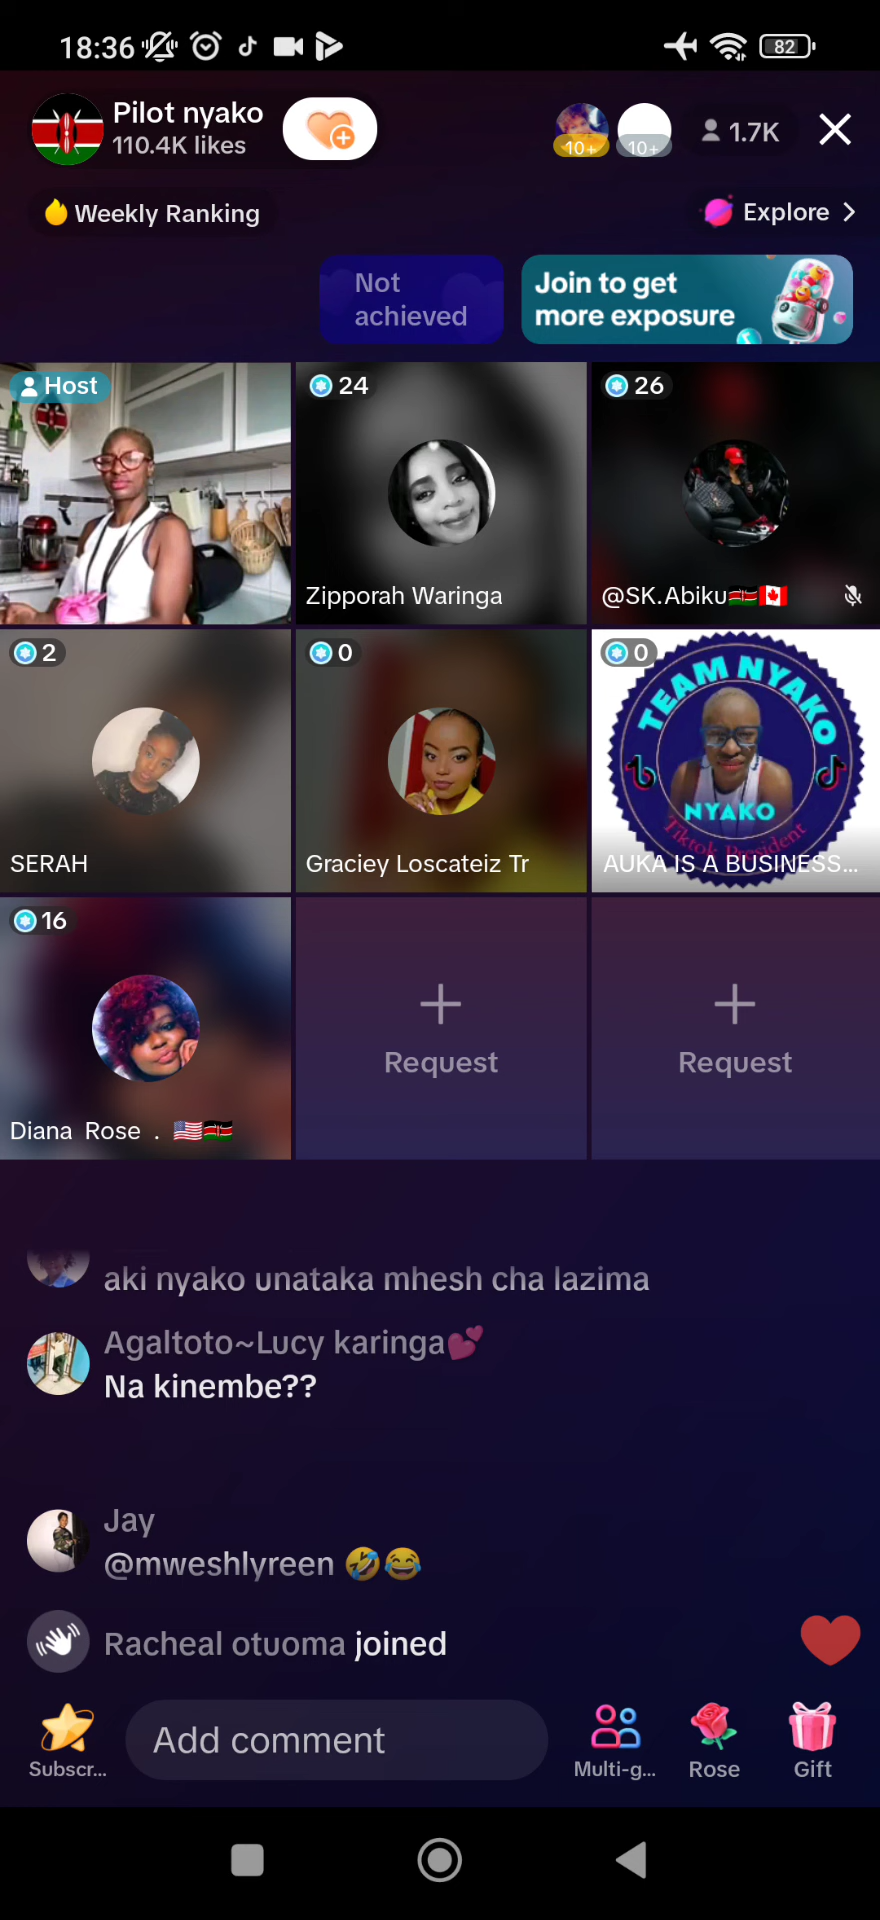 18:36
82
Pilot nyako
110.4K likes
10+
10+
1.7K
Weekly Ranking
Explore
Not
achieved
Join to get
more exposure
Host
24
26
Zipporah Waringa
@SK.Abiku🇰🇪🇨🇦
2
0
0
TEAM NYAKO
NYAKO
Tiktok President
SERAH
Graciey Loscateiz Tr
AUKA IS A BUSINESS...
16
Request
Request
Diana Rose . 🇺🇸🇰🇪
aki nyako unataka mhesh cha lazima
Agaltoto~Lucy karinga💕
Na kinembe??
Jay
@mweshlyreen 🤣😂
Racheal otuoma joined
Add comment
Subscr...
Multi-g...
Rose
Gift